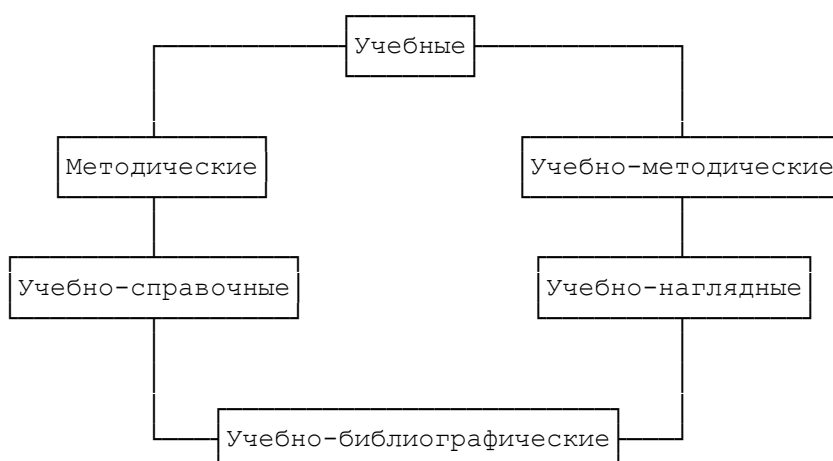 Учебные
Методические
Учебно-методические
Учебно-справочные
Учебно-наглядные
Учебно-библиографические